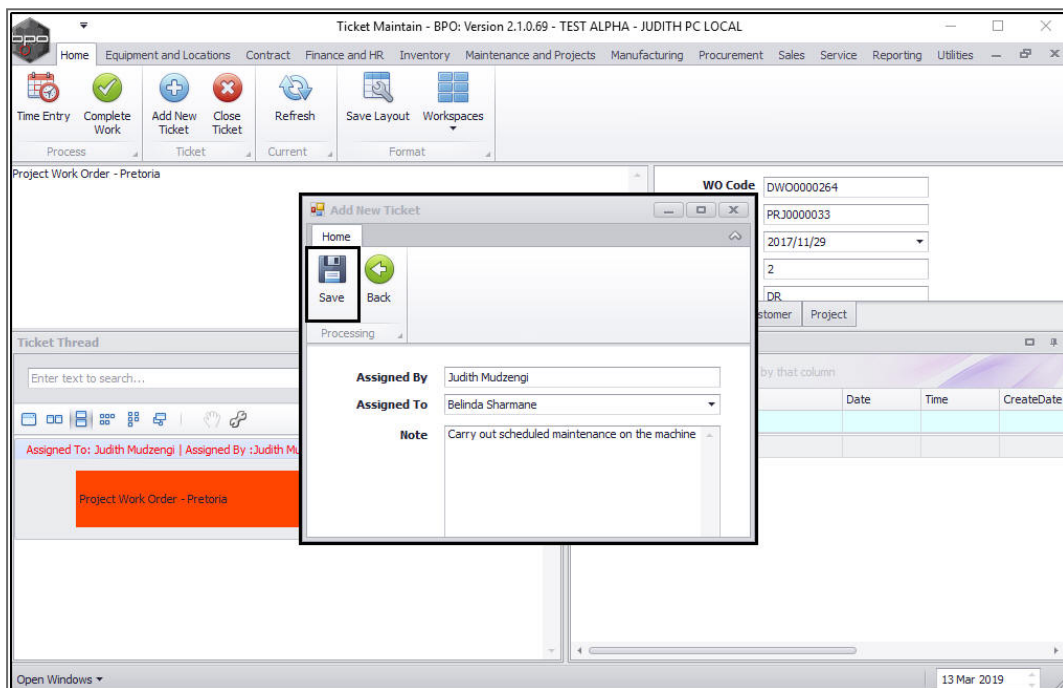 Ticket Maintain - BPO: Version 2.1.0.69 - TEST ALPHA - JUDITH PC LOCAL
bpo
Home Equipment and Locations Contract Finance and HR Inventory Maintenance and Projects Manufacturing Procurement Sales Service Reporting Utilities
Time Entry Complete Work Add New Ticket Close Ticket Refresh Save Layout Workspaces
Process Ticket Current Format
Project Work Order - Pretoria
WO Code DWO0000264
PRJ0000033
2017/11/29
2
DR
stomer Project
Add New Ticket
Home
Save Back
Processing
Assigned By Judith Mudzengi
Assigned To Belinda Sharmane
Note Carry out scheduled maintenance on the machine
Ticket Thread
Enter text to search...
by that column
Date Time CreateDate
Assigned To: Judith Mudzengi | Assigned By :Judith Mu
Project Work Order - Pretoria
Open Windows
13 Mar 2019